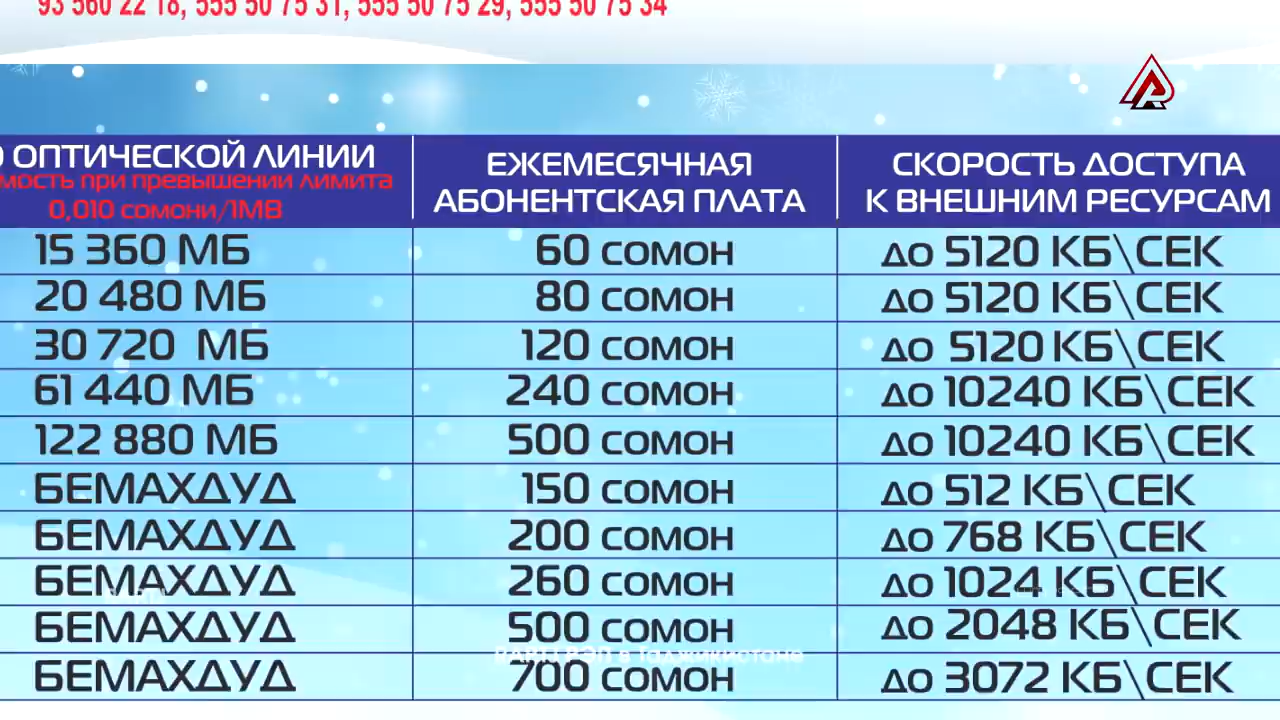 93 560 22 18, 555 50 75 31, 555 50 75 29, 555 50 75 34
О ОПТИЧЕСКОЙ ЛИНИИ
при превышении лимита
0,010 сомони/1МВ
ЕЖЕМЕСЯЧНАЯ
АБОНЕНТСКАЯ ПЛАТА
СКОРОСТЬ ДОСТУПА
К ВНЕШНИМ РЕСУРСАМ
15 360 МБ 60 сомон до 5120 КБ\СЕК
20 480 МБ 80 сомон до 5120 КБ\СЕК
30 720 МБ 120 сомон до 5120 КБ\СЕК
61 440 МБ 240 сомон до 10240 КБ\СЕК
122 880 МБ 500 сомон до 10240 КБ\СЕК
БЕМАХДУД 150 сомон до 512 КБ\СЕК
БЕМАХДУД 200 сомон до 768 КБ\СЕК
БЕМАХДУД 260 сомон до 1024 КБ\СЕК
БЕМАХДУД 500 сомон до 2048 КБ\СЕК
РЭП в Таджикистане
БЕМАХДУД 700 сомон до 3072 КБ\СЕК